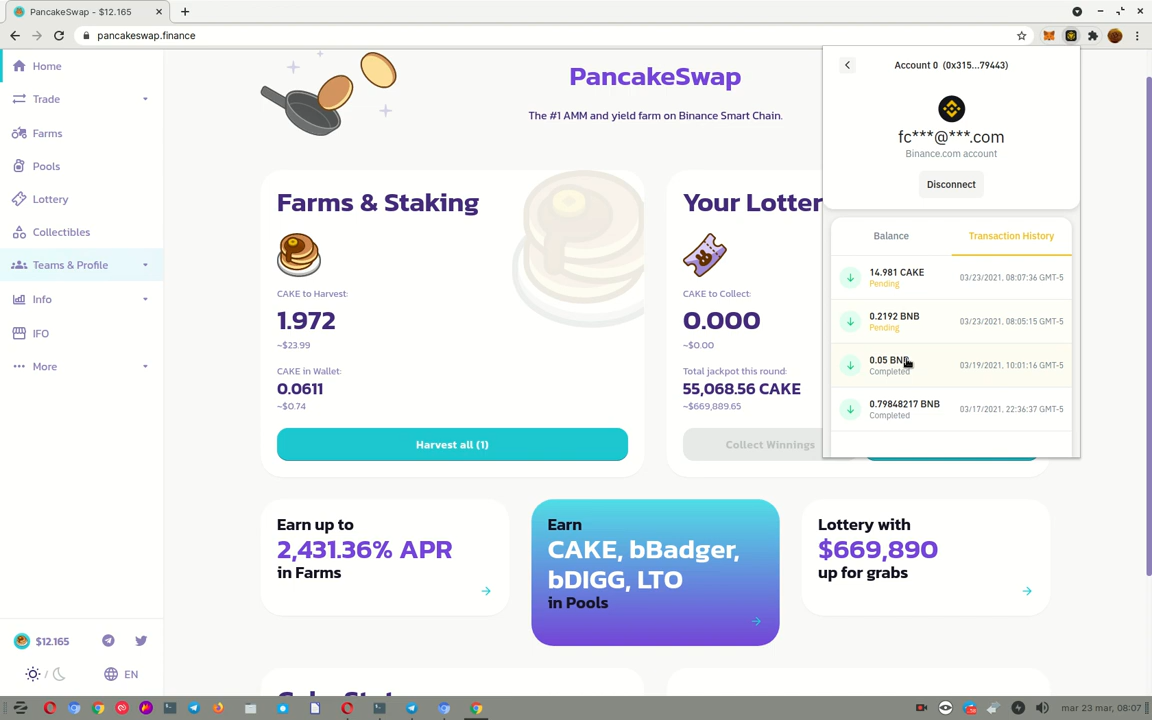 PancakeSwap - $12.165
pancakeswap.finance
Home
Trade
Farms
Pools
Lottery
Collectibles
Teams & Profile
Info
IFO
More
$12.165
EN
PancakeSwap
The #1 AMM and yield farm on Binance Smart Chain.
Farms & Staking
CAKE to Harvest:
1.972
~$23.99
CAKE in Wallet:
0.0611
~$0.74
Harvest all (1)
Your Lotter
CAKE to Collect:
0.000
~$0.00
Total jackpot this round:
55,068.56 CAKE
~$669,889.65
Collect Winnings
Account 0 (0x315...79443)
fc***@***.com
Binance.com account
Disconnect
Balance
Transaction History
14.981 CAKE
Pending
03/23/2021, 08:07:36 GMT-5
0.2192 BNB
Pending
03/23/2021, 08:05:15 GMT-5
0.05 BNB
Completed
03/19/2021, 10:01:16 GMT-5
0.79848217 BNB
Completed
03/17/2021, 22:36:37 GMT-5
Earn up to
2,431.36% APR
in Farms
Earn
CAKE, bBadger,
bDIGG, LTO
in Pools
Lottery with
$669,890
up for grabs
mar 23 mar, 08:07